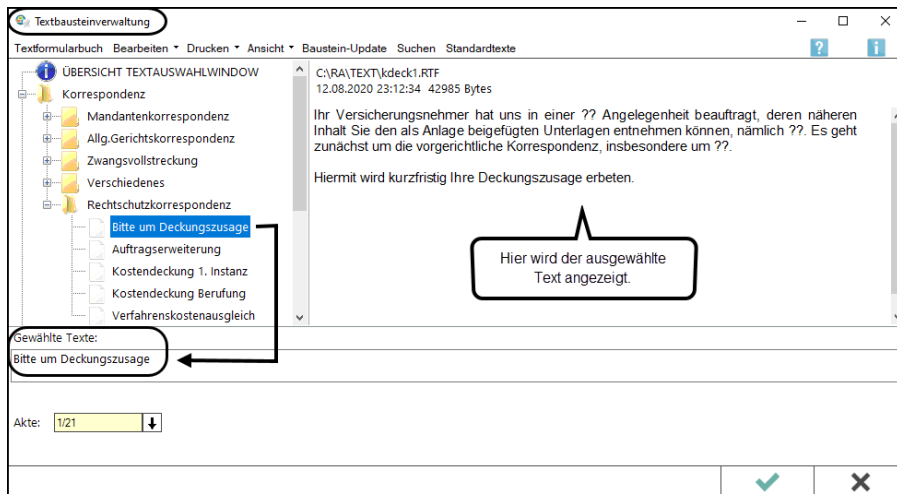 Textbausteinverwaltung
Textformularbuch Bearbeiten Drucken Ansicht Baustein-Update Suchen Standardtexte
? i
ÜBERSICHT TEXTAUSWAHLWINDOW
Korrespondenz
Mandantenkorrespondenz
Allg.Gerichtskorrespondenz
Zwangsvollstreckung
Verschiedenes
Rechtschutzkorrespondenz
Bitte um Deckungszusage
Auftragserweiterung
Kostendeckung 1. Instanz
Kostendeckung Berufung
Verfahrenskostenausgleich
C:\RA\TEXT\kdeck1.RTF
12.08.2020 23:12:34 42985 Bytes
Ihr Versicherungsnehmer hat uns in einer ?? Angelegenheit beauftragt, deren näheren
Inhalt Sie den als Anlage beigefügten Unterlagen entnehmen können, nämlich ??. Es geht
zunächst um die vorgerichtliche Korrespondenz, insbesondere um ??.
Hiermit wird kurzfristig Ihre Deckungszusage erbeten.
Hier wird der ausgewählte
Text angezeigt.
Gewählte Texte:
Bitte um Deckungszusage
Akte: 1/21